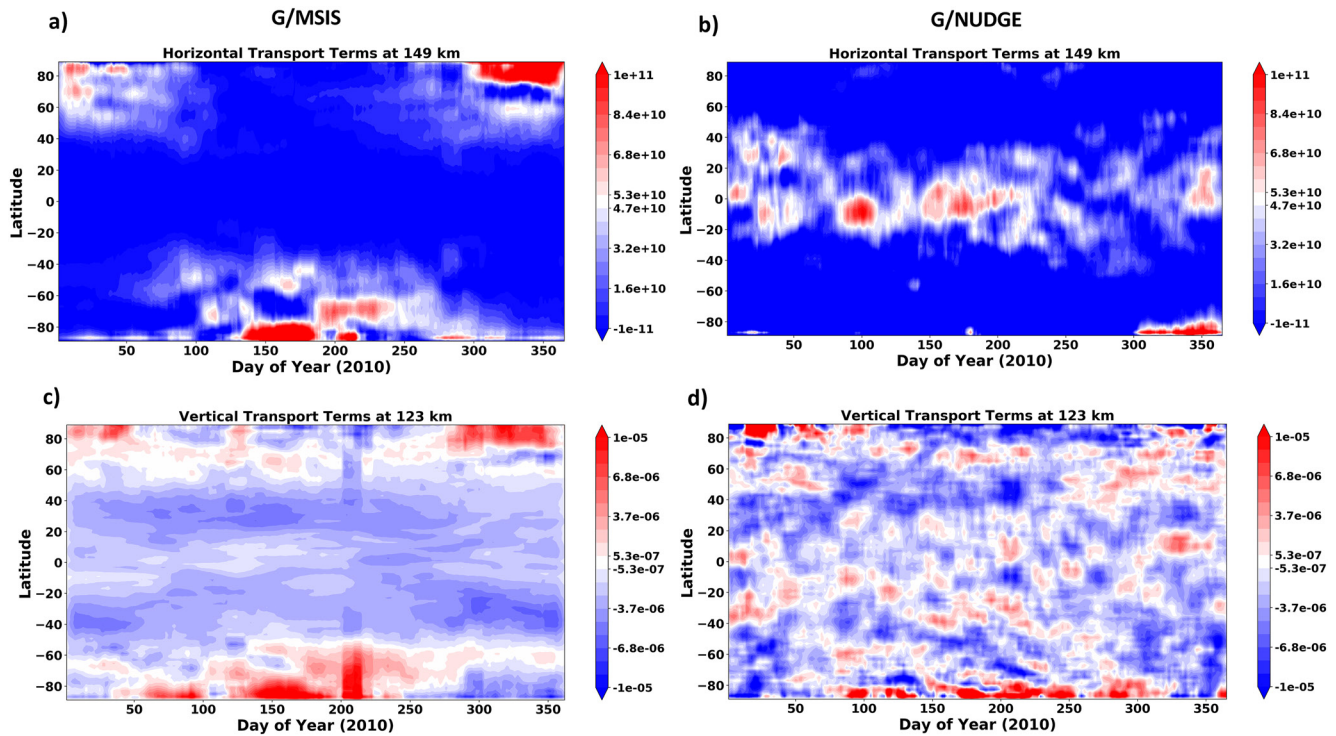 a)
G/MSIS
Horizontal Transport Terms at 149 km
Latitude
80
60
40
20
0
−20
−40
−60
−80
50 100 150 200 250 300 350
Day of Year (2010)
1e+11
8.4e+10
6.8e+10
5.3e+10
4.7e+10
3.2e+10
1.6e+10
-1e-11
b)
G/NUDGE
Horizontal Transport Terms at 149 km
Latitude
80
60
40
20
0
−20
−40
−60
−80
50 100 150 200 250 300 350
Day of Year (2010)
1e+11
8.4e+10
6.8e+10
5.3e+10
4.7e+10
3.2e+10
1.6e+10
-1e-11
c)
Vertical Transport Terms at 123 km
Latitude
80
60
40
20
0
−20
−40
−60
−80
50 100 150 200 250 300 350
Day of Year (2010)
1e-05
6.8e-06
3.7e-06
5.3e-07
-5.3e-07
-3.7e-06
-6.8e-06
-1e-05
d)
Vertical Transport Terms at 123 km
Latitude
80
60
40
20
0
−20
−40
−60
−80
50 100 150 200 250 300 350
Day of Year (2010)
1e-05
6.8e-06
3.7e-06
5.3e-07
-5.3e-07
-3.7e-06
-6.8e-06
-1e-05